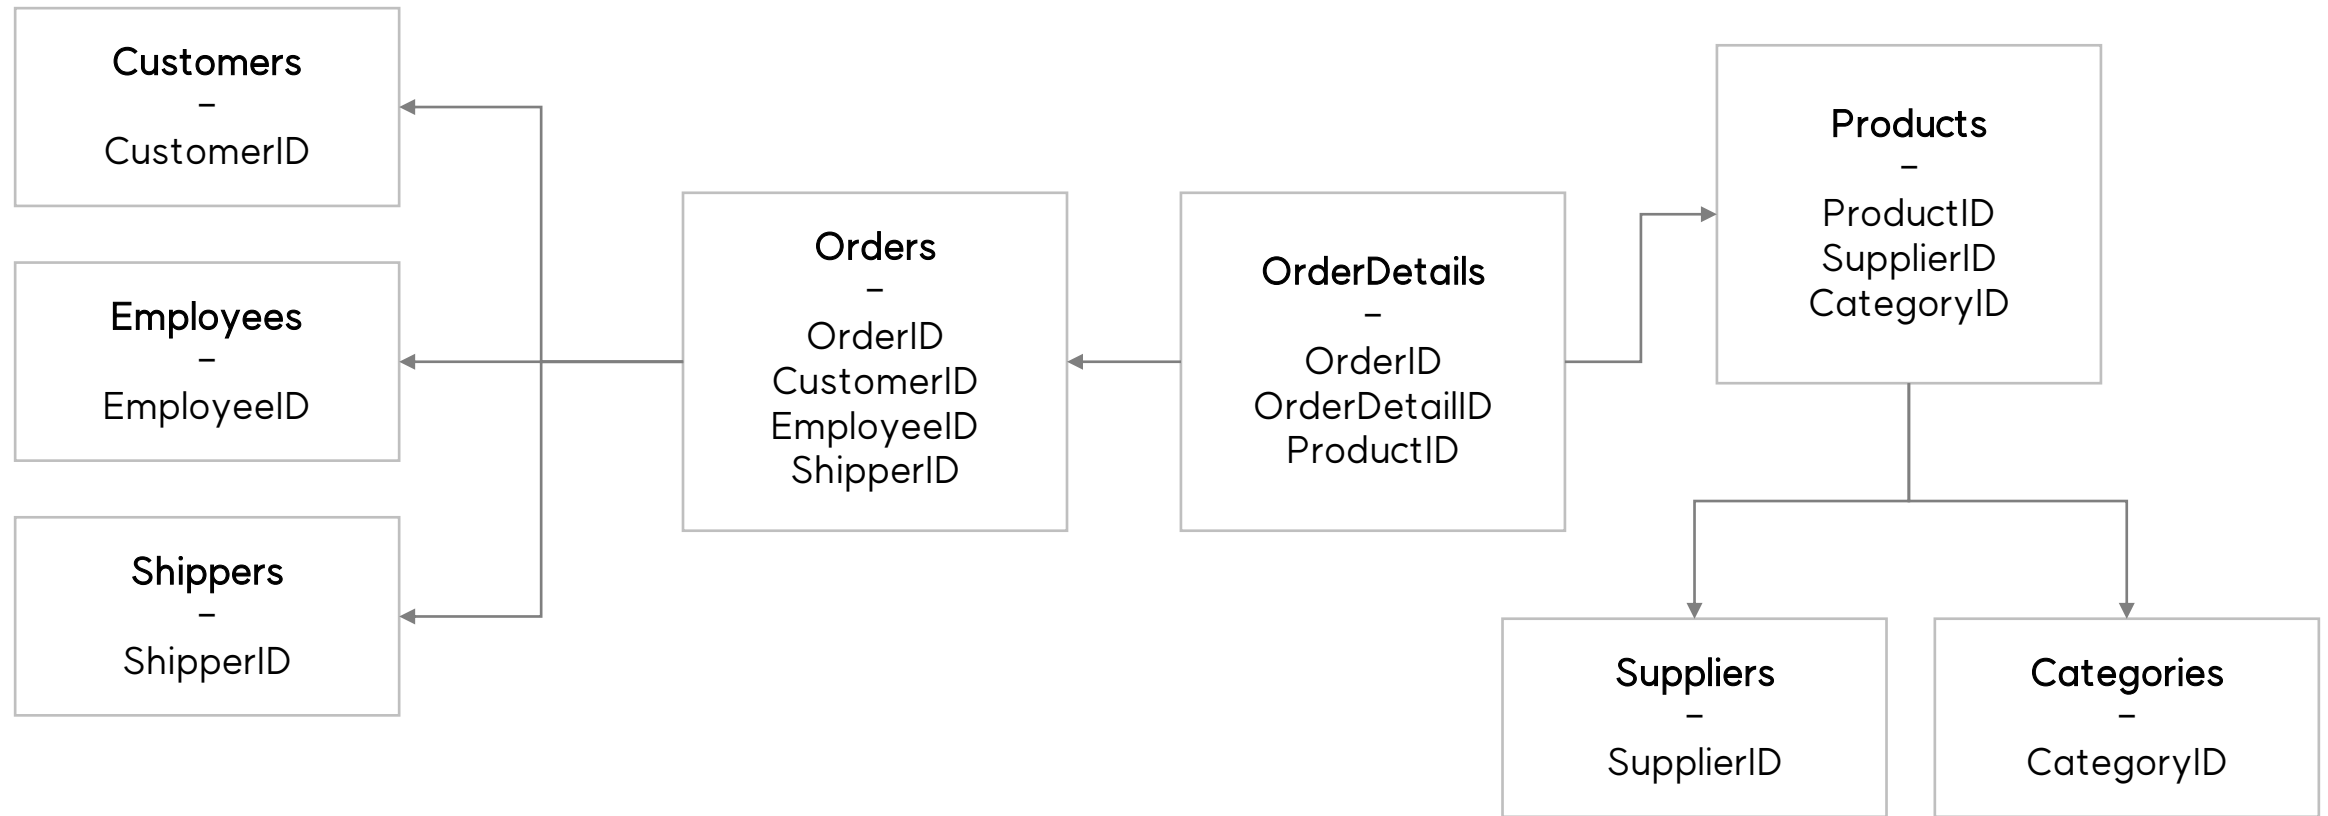 Customers
–
CustomerID
Employees
–
EmployeeID
Shippers
–
ShipperID
Orders
–
OrderID
CustomerID
EmployeeID
ShipperID
OrderDetails
–
OrderID
OrderDetailID
ProductID
Products
–
ProductID
SupplierID
CategoryID
Suppliers
–
SupplierID
Categories
–
CategoryID